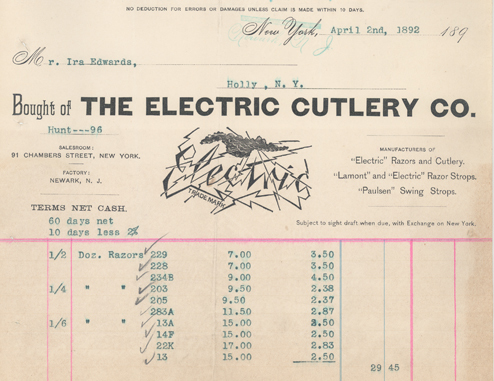 NO DEDUCTION FOR ERRORS OR DAMAGES UNLESS CLAIM IS MADE WITHIN 10 DAYS.
New York, April 2nd, 1892 189
Mr. Ira Edwards,
Holly, N. Y.
Bought of THE ELECTRIC CUTLERY CO.
Hunt---96
SALESROOM:
91 CHAMBERS STREET, NEW YORK.
FACTORY:
NEWARK, N. J.
Electric
TRADE MARK
MANUFACTURERS OF
"Electric" Razors and Cutlery.
"Lamont" and "Electric" Razor Strops.
"Paulsen" Swing Strops.
TERMS NET CASH.
60 days net
10 days less 2%
Subject to sight draft when due, with Exchange on New York.
1/2 Doz. Razors 229 7.00 3.50
228 7.00 3.50
234B 9.00 4.50
1/4 " " 203 9.50 2.38
205 9.50 2.37
283A 11.50 2.87
1/6 " " 13A 15.00 2.50
14F 15.00 2.50
22K 17.00 2.83
13 15.00 2.50
29 45